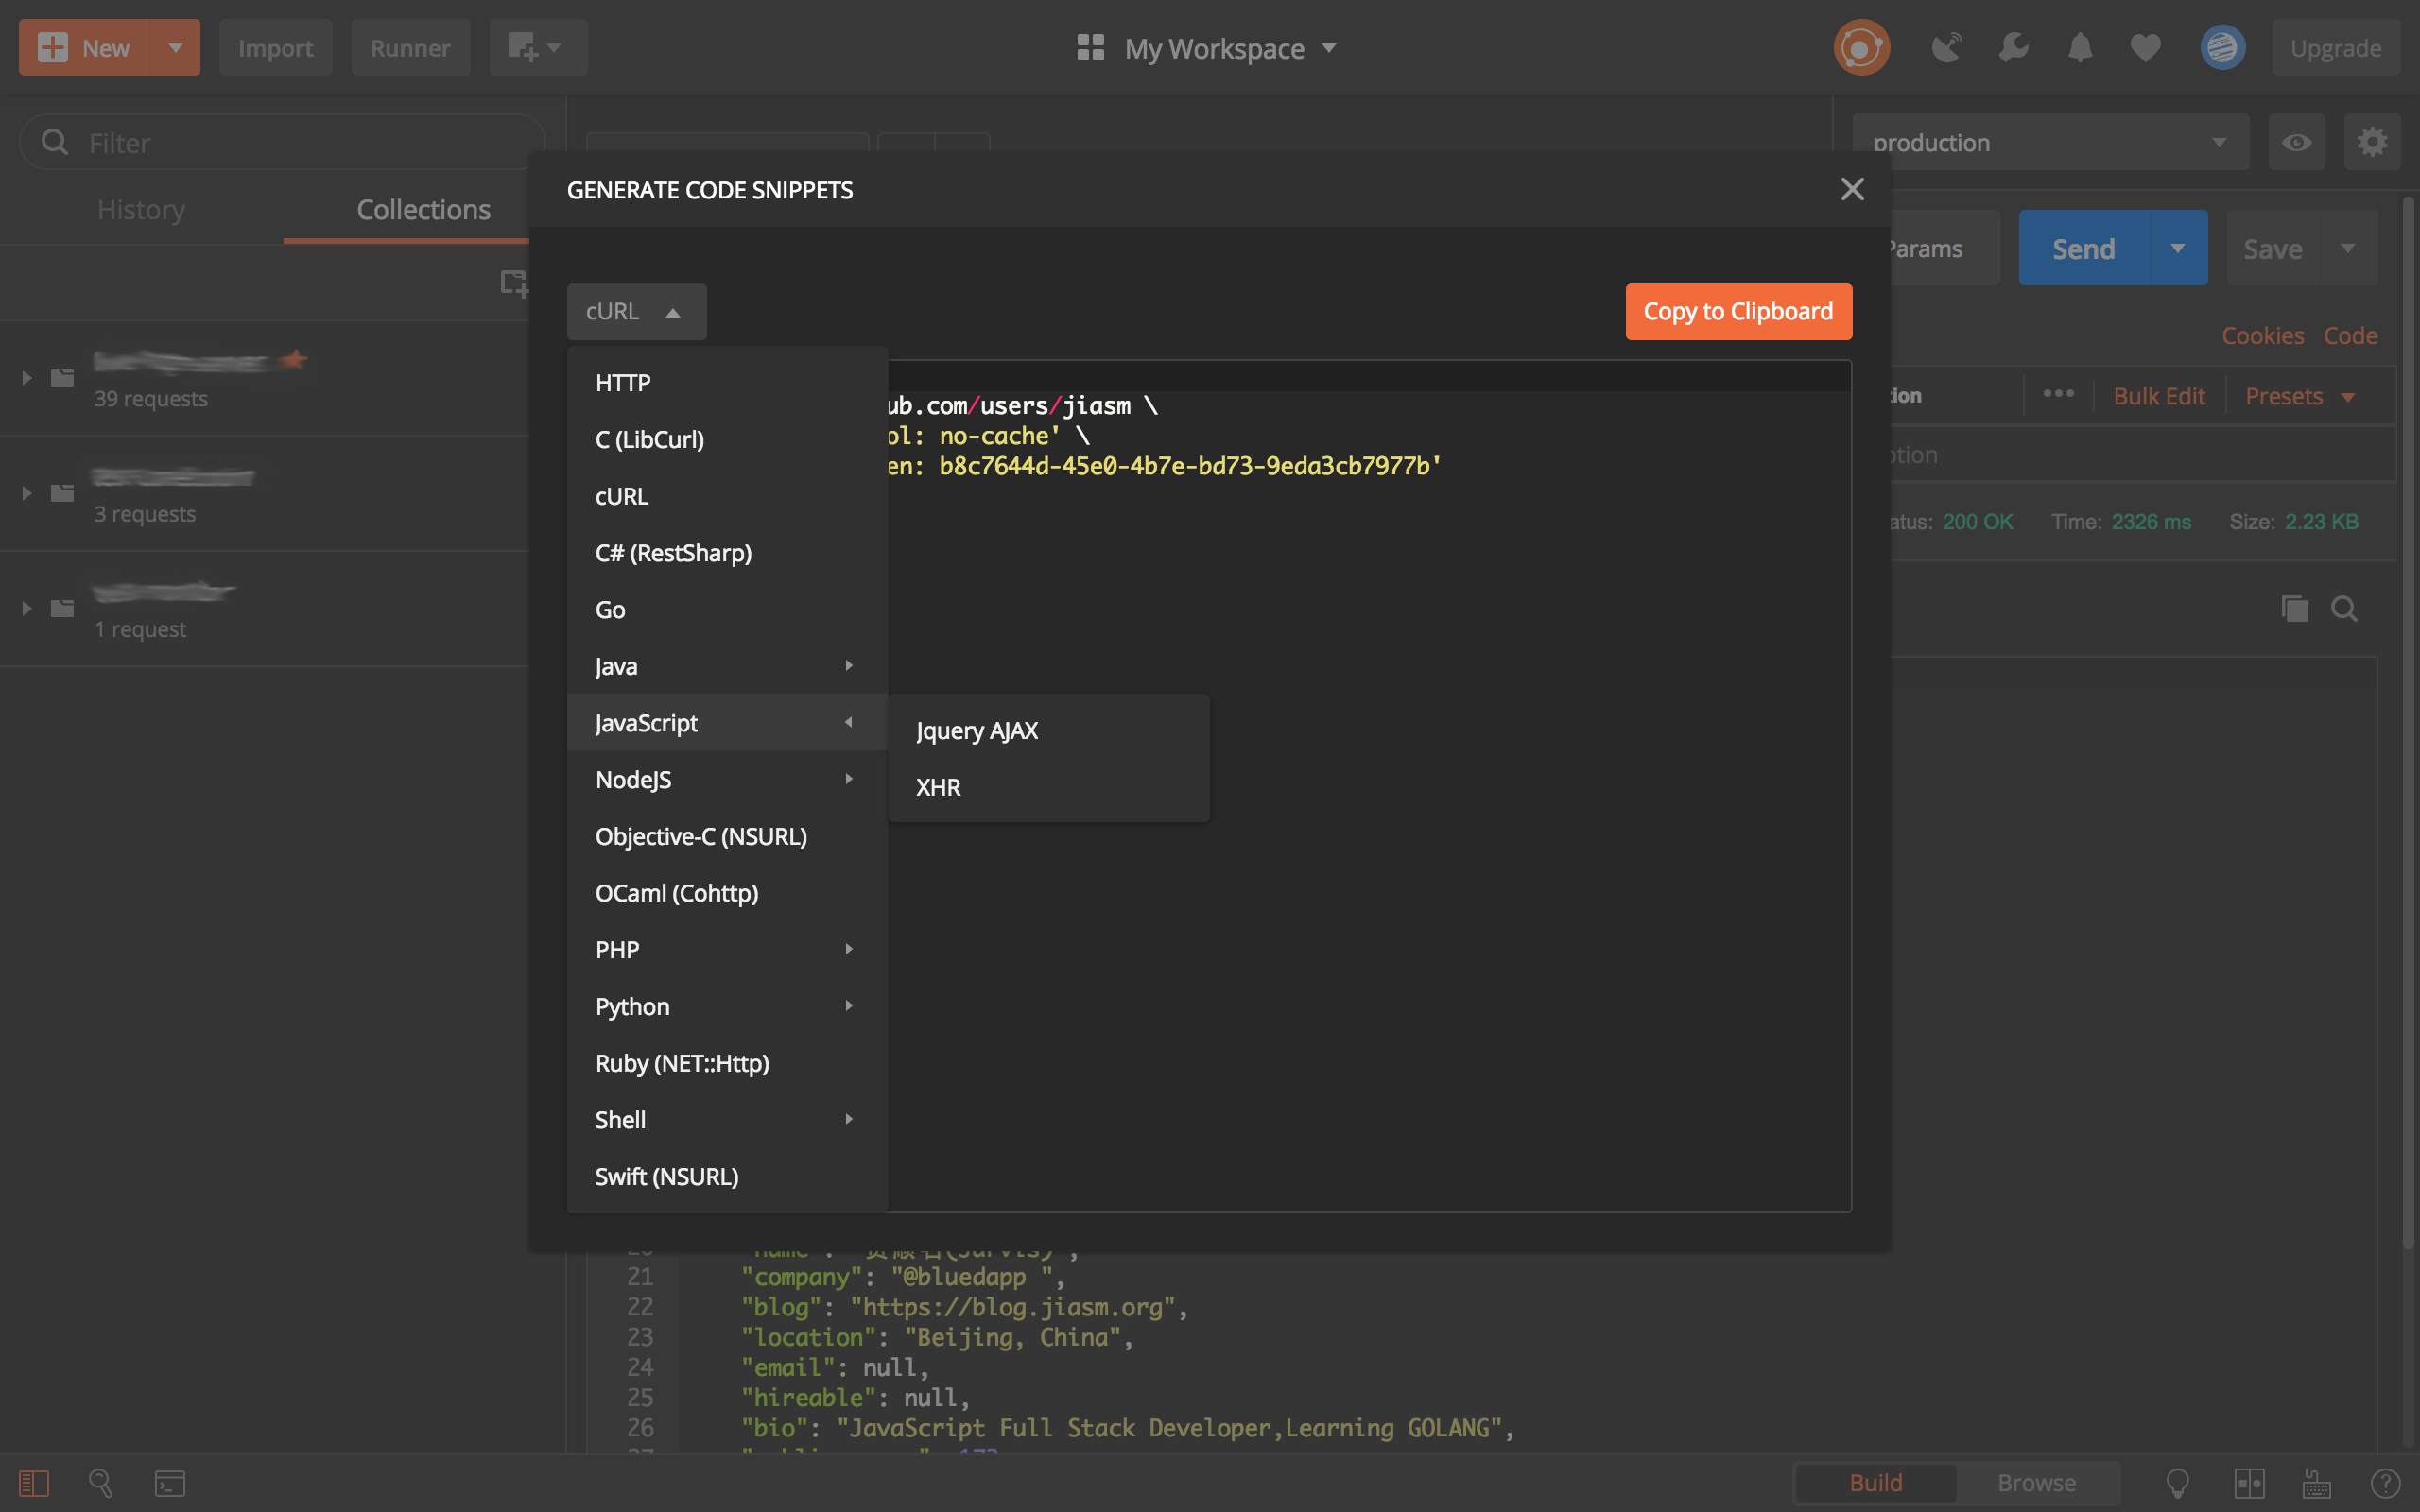 New
Import
Runner
My Workspace
Upgrade
Filter
production
History
Collections
GENERATE CODE SNIPPETS
Params
Send
Save
cURL
Copy to Clipboard
Cookies
Code
39 requests
3 requests
1 request
HTTP
C (LibCurl)
cURL
C# (RestSharp)
Go
Java
JavaScript
NodeJS
Objective-C (NSURL)
OCaml (Cohttp)
PHP
Python
Ruby (NET::Http)
Shell
Swift (NSURL)
Jquery AJAX
XHR
ub.com/users/jiasm \
ol: no-cache' \
en: b8c7644d-45e0-4b7e-bd73-9eda3cb7977b'
tion
Bulk Edit
Presets
ption
atus: 200 OK Time: 2326 ms Size: 2.23 KB
21 "company": "@bluedapp ",
22 "blog": "https://blog.jiasm.org",
23 "location": "Beijing, China",
24 "email": null,
25 "hireable": null,
26 "bio": "JavaScript Full Stack Developer,Learning GOLANG",
Build
Browse